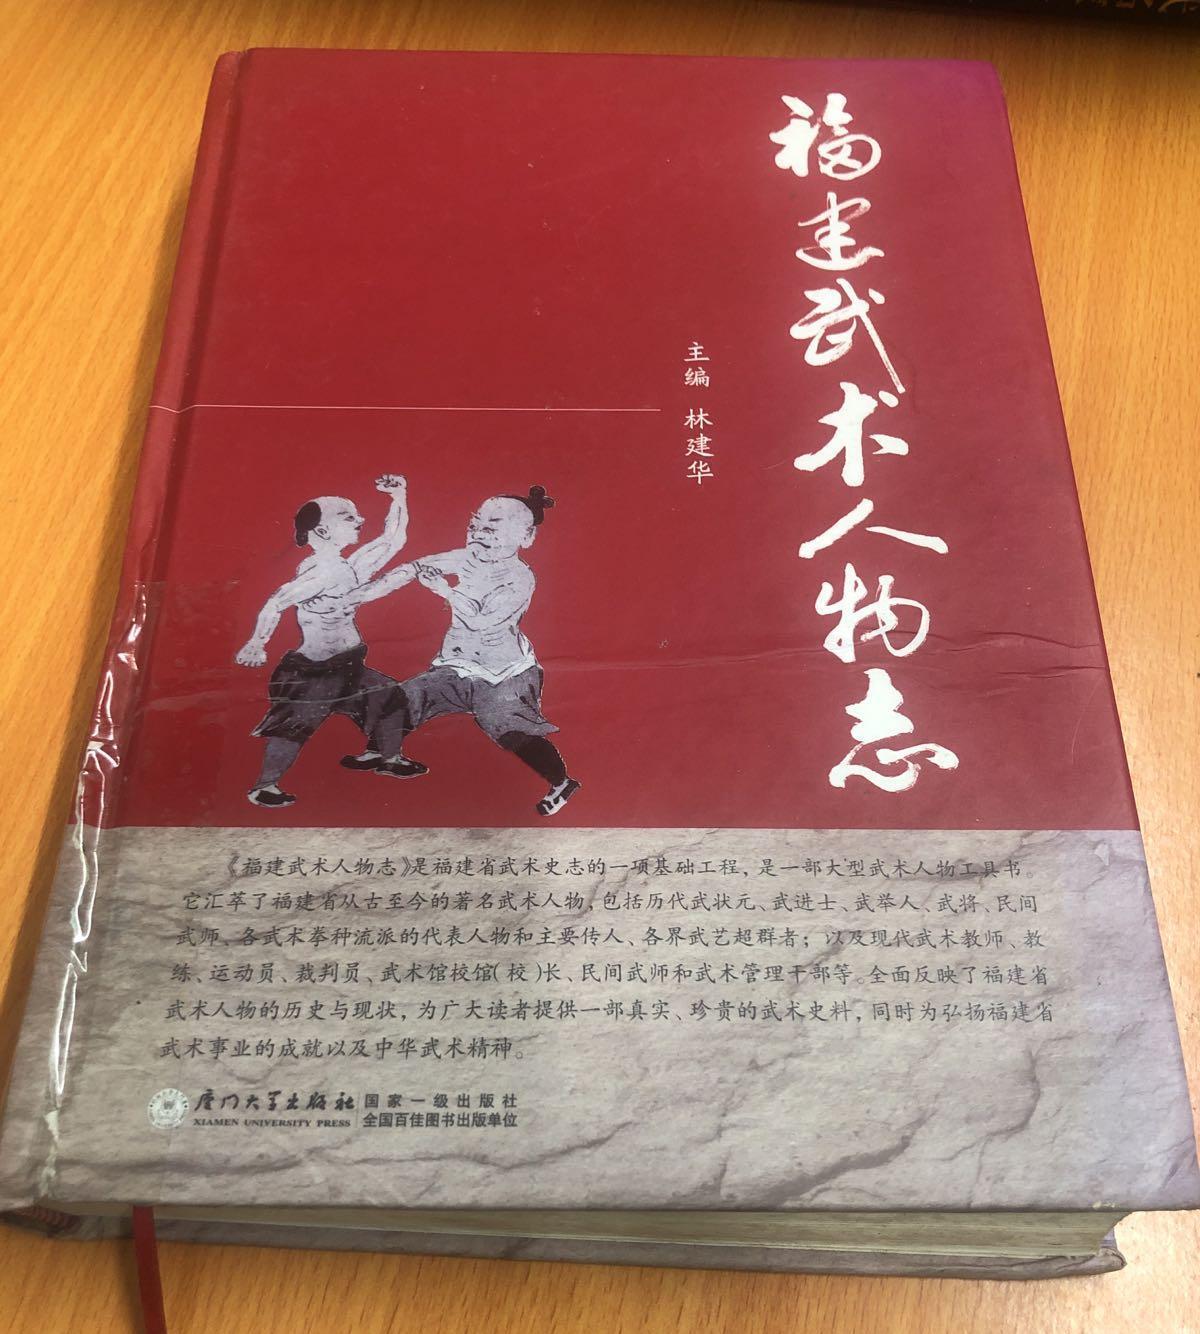 福建武术人物志
主编 林建华
《福建武术人物志》是福建省武术史志的一项基础工程，是一部大型武术人物工具书。
它汇萃了福建省从古至今的著名武术人物，包括历代武状元、武进士、武举人、武将、民间
武师、各武术拳种流派的代表人物和主要传人、各界武艺超群者；以及现代武术教师、教
练、运动员、裁判员、武术馆校馆（校）长、民间武师和武术管理干部等。全面反映了福建省
武术人物的历史与现状，为广大读者提供一部真实、珍贵的武术史料，同时为弘扬福建省
武术事业的成就以及中华武术精神。
厦门大学出版社
XIAMEN UNIVERSITY PRESS
国家一级出版社
全国百佳图书出版单位